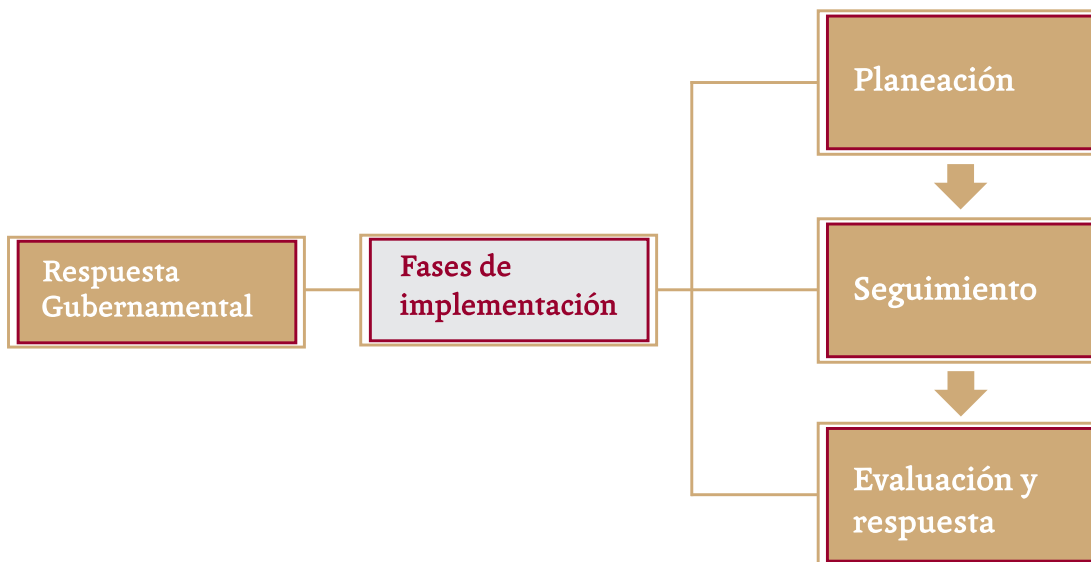 Planeación
Respuesta
Gubernamental
Fases de
implementación
Seguimiento
Evaluación y
respuesta